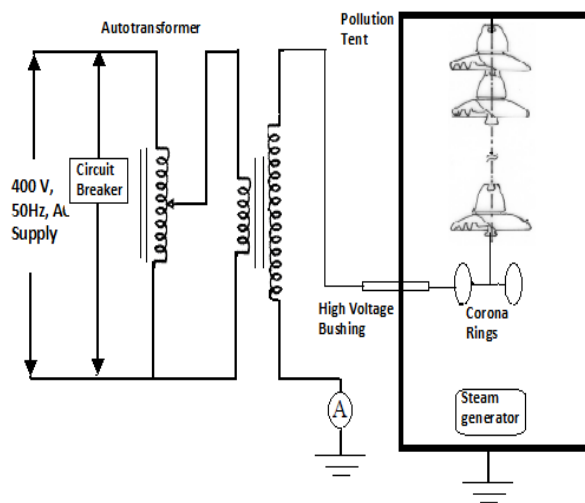 Autotransformer
Pollution
Tent
Circuit
Breaker
400 V,
50Hz, AC
Supply
High Voltage
Bushing
Corona
Rings
A
Steam
generator